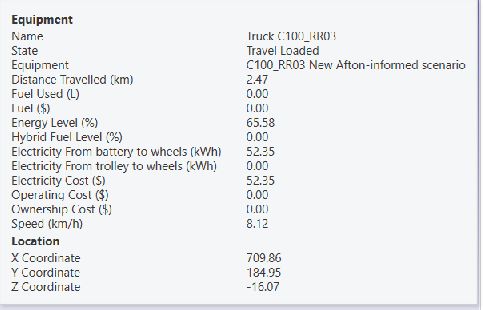 Equipment
Name Truck C100_RR03
State Travel Loaded
Equipment C100_RR03 New Afton-informed scenario
Distance Travelled (km) 2.47
Fuel Used (L) 0.00
Fuel ($) 0.00
Energy Level (%) 65.58
Hybrid Fuel Level (%) 0.00
Electricity From battery to wheels (kWh) 52.35
Electricity From trolley to wheels (kWh) 0.00
Electricity Cost ($) 52.35
Operating Cost ($) 0.00
Ownership Cost ($) 0.00
Speed (km/h) 8.12
Location
X Coordinate 709.86
Y Coordinate 184.95
Z Coordinate -16.07